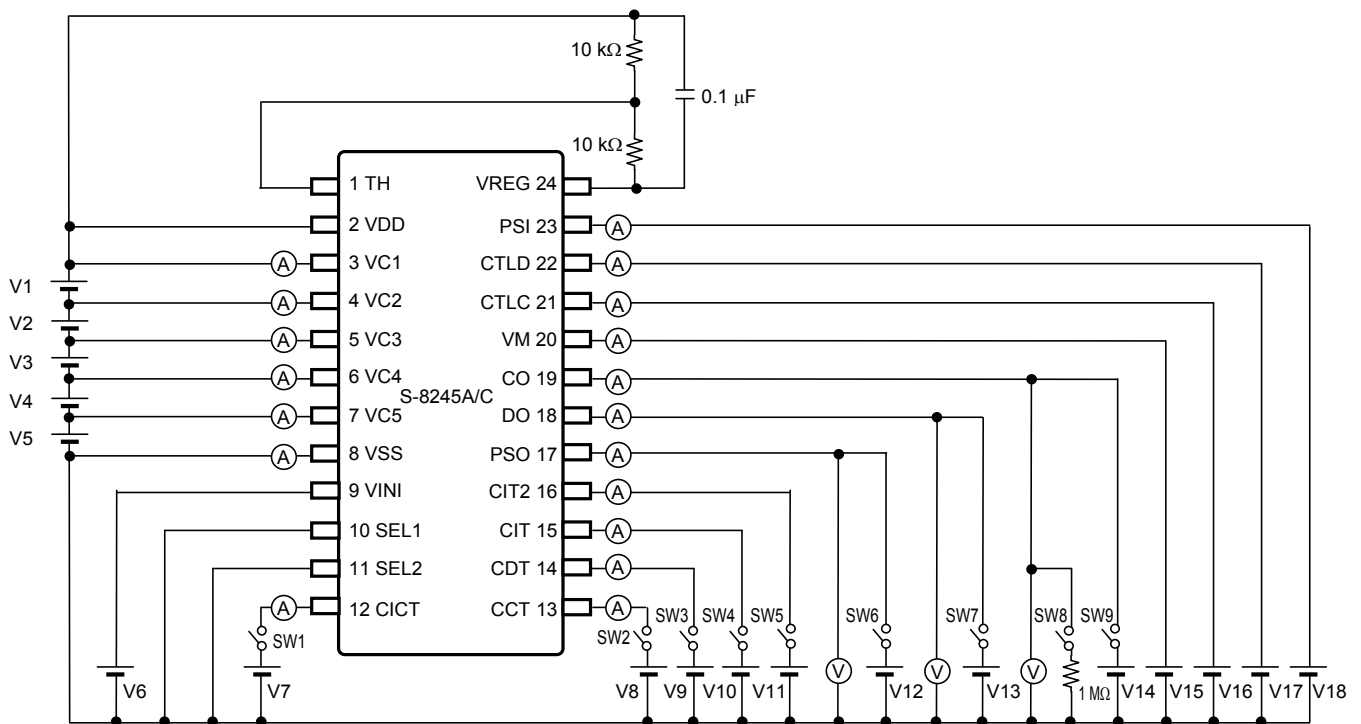 10 kΩ
0.1 μF
10 kΩ
1 TH
VREG 24
2 VDD
PSI 23
A
3 VC1
A
CTLD 22
A
V1
4 VC2
A
CTLC 21
A
V2
5 VC3
A
VM 20
A
V3
6 VC4
A
CO 19
A
S-8245A/C
V4
7 VC5
A
DO 18
A
V5
8 VSS
A
PSO 17
A
9 VINI
CIT2 16
A
10 SEL1
CIT 15
A
11 SEL2
CDT 14
A
12 CICT
A
CCT 13
A
SW1
SW2
SW3
SW4
SW5
SW6
SW7
SW8
SW9
V6
V7
V8
V9
V10
V11
V
V12
V
V13
V
1 MΩ
V14
V15
V16
V17
V18